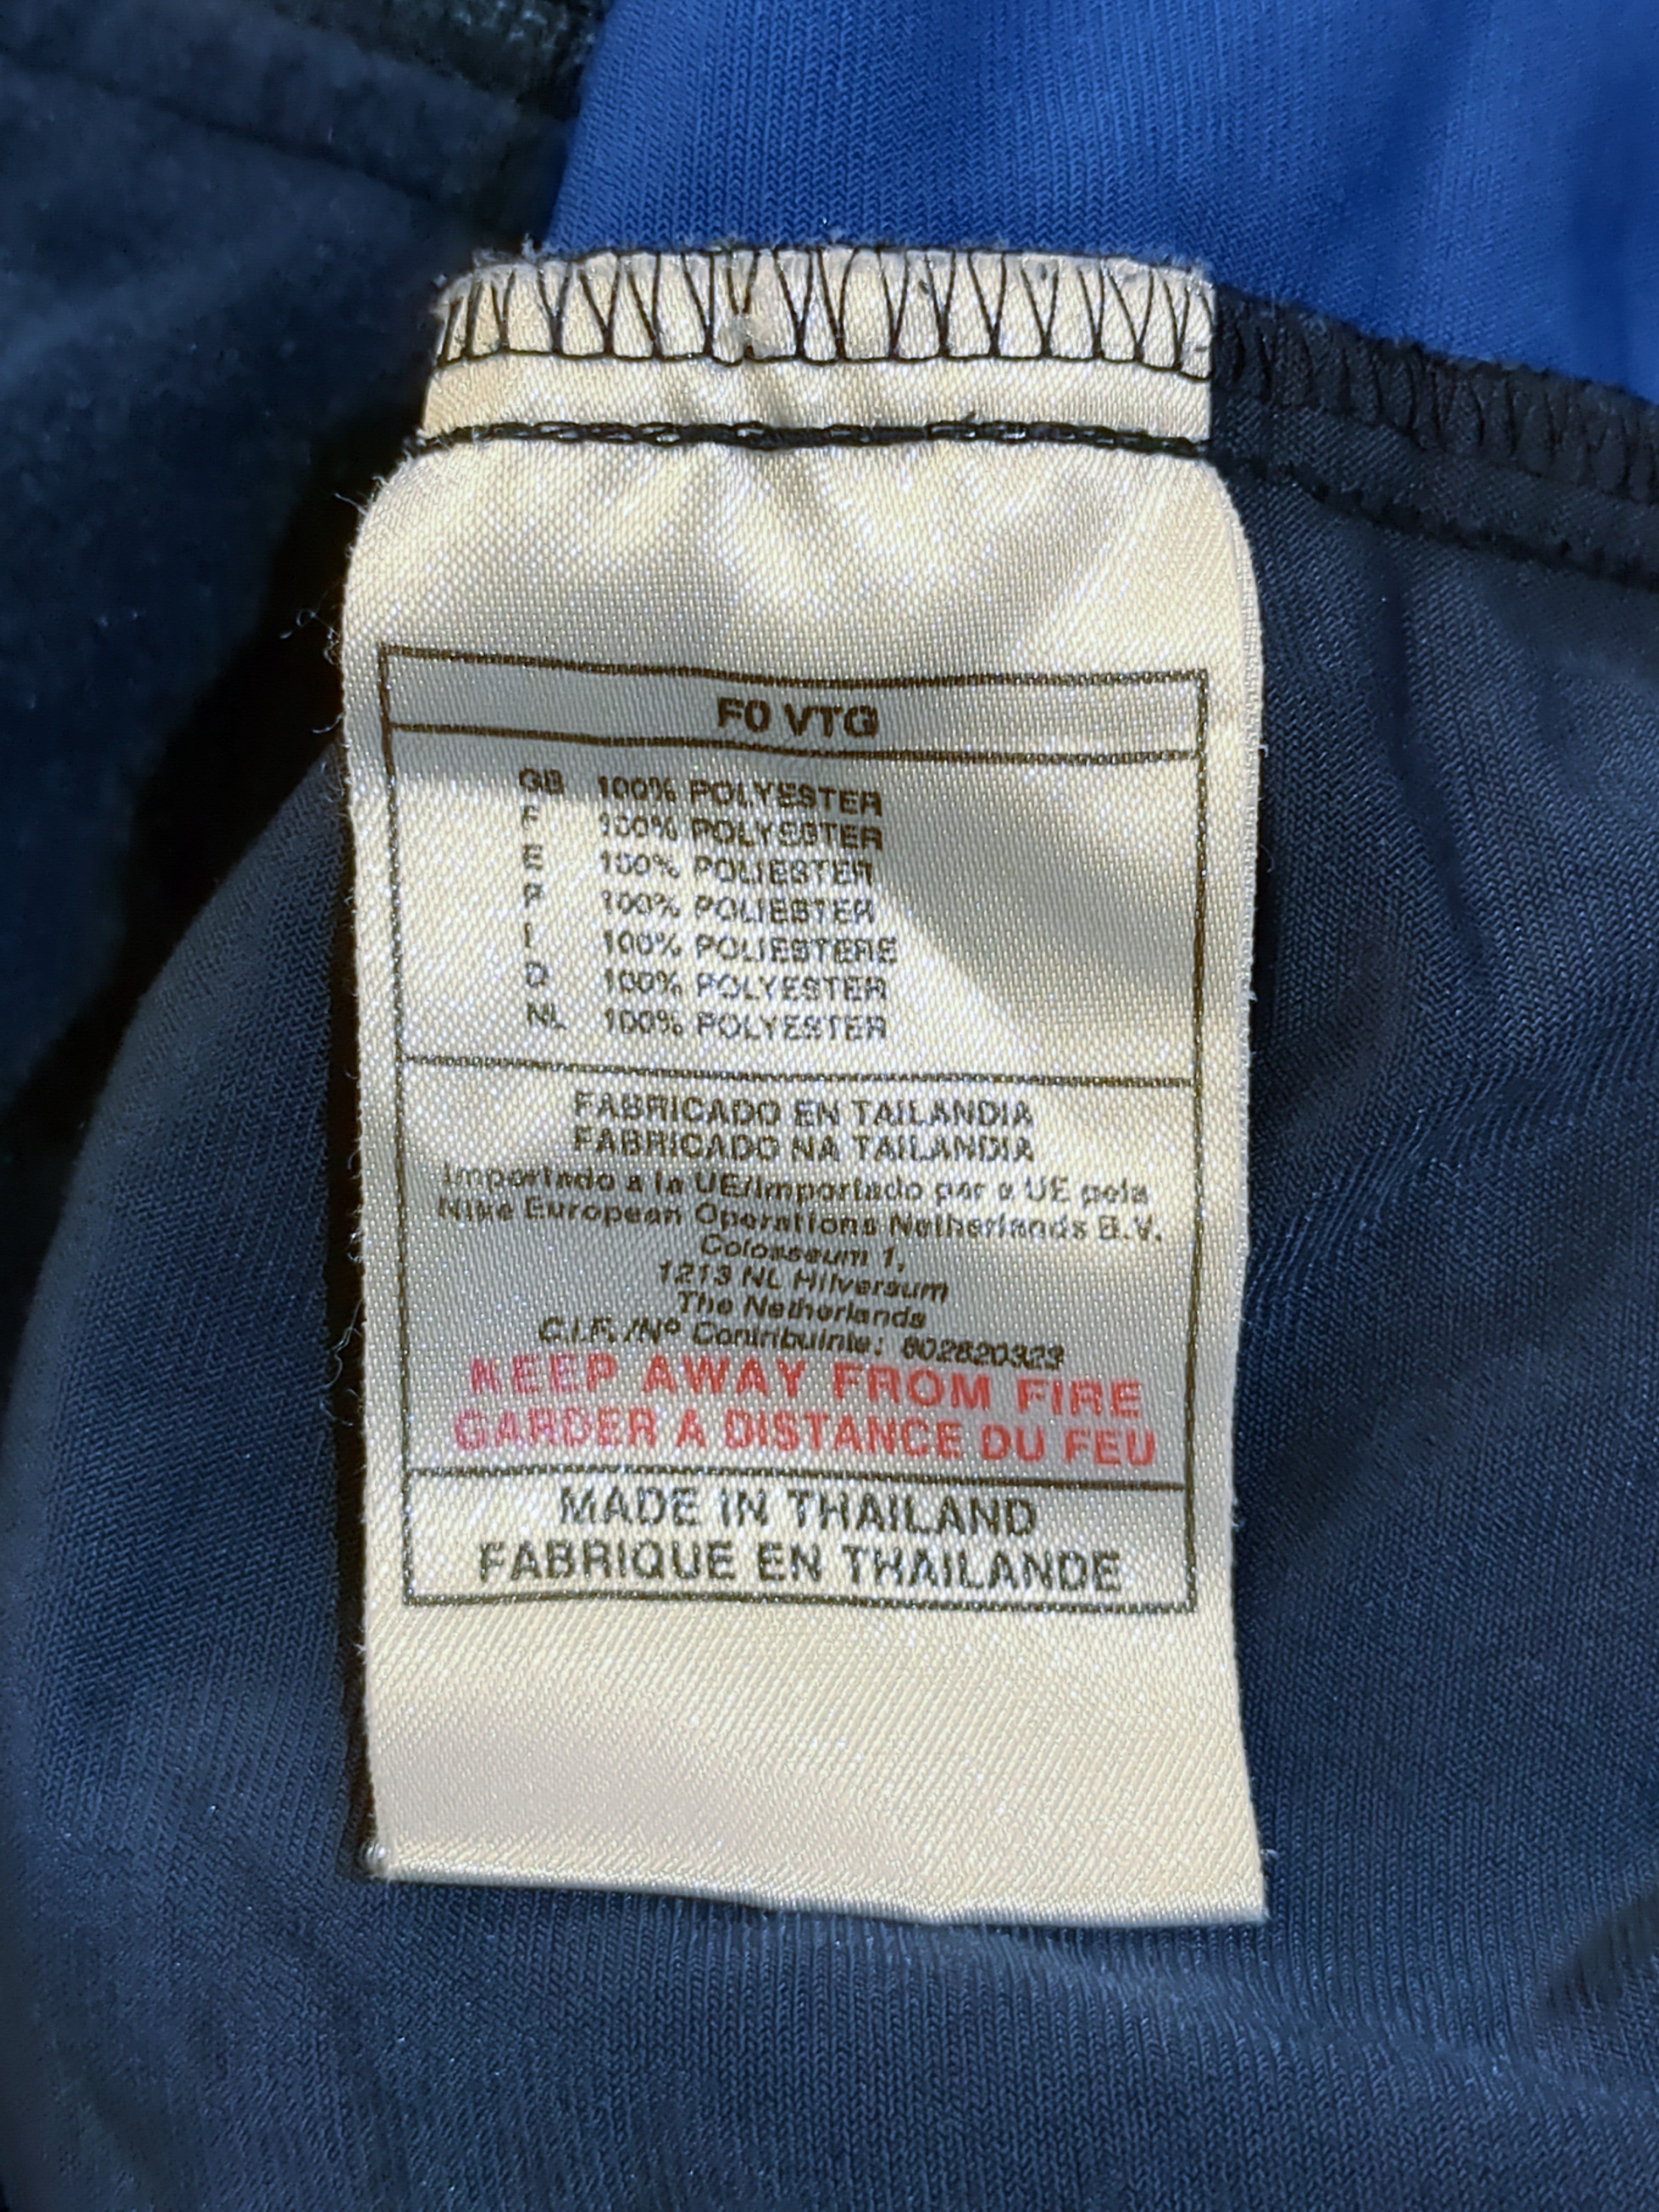 F0 VTG
GB 100% POLYESTER
F 100% POLYESTER
E 100% POLIESTER
P 100% POLIESTER
I 100% POLIESTERE
D 100% POLYESTER
NL 100% POLYESTER
FABRICADO EN TAILANDIA
FABRICADO NA TAILANDIA
Importado a la UE/Importado par a UE pela
Nike European Operations Netherlands B.V.
Colosseum 1,
1213 NL Hilversum
The Netherlands
C.I.F. /Nº Contribuinte: 802620323
KEEP AWAY FROM FIRE
GARDER A DISTANCE DU FEU
MADE IN THAILAND
FABRIQUE EN THAILANDE